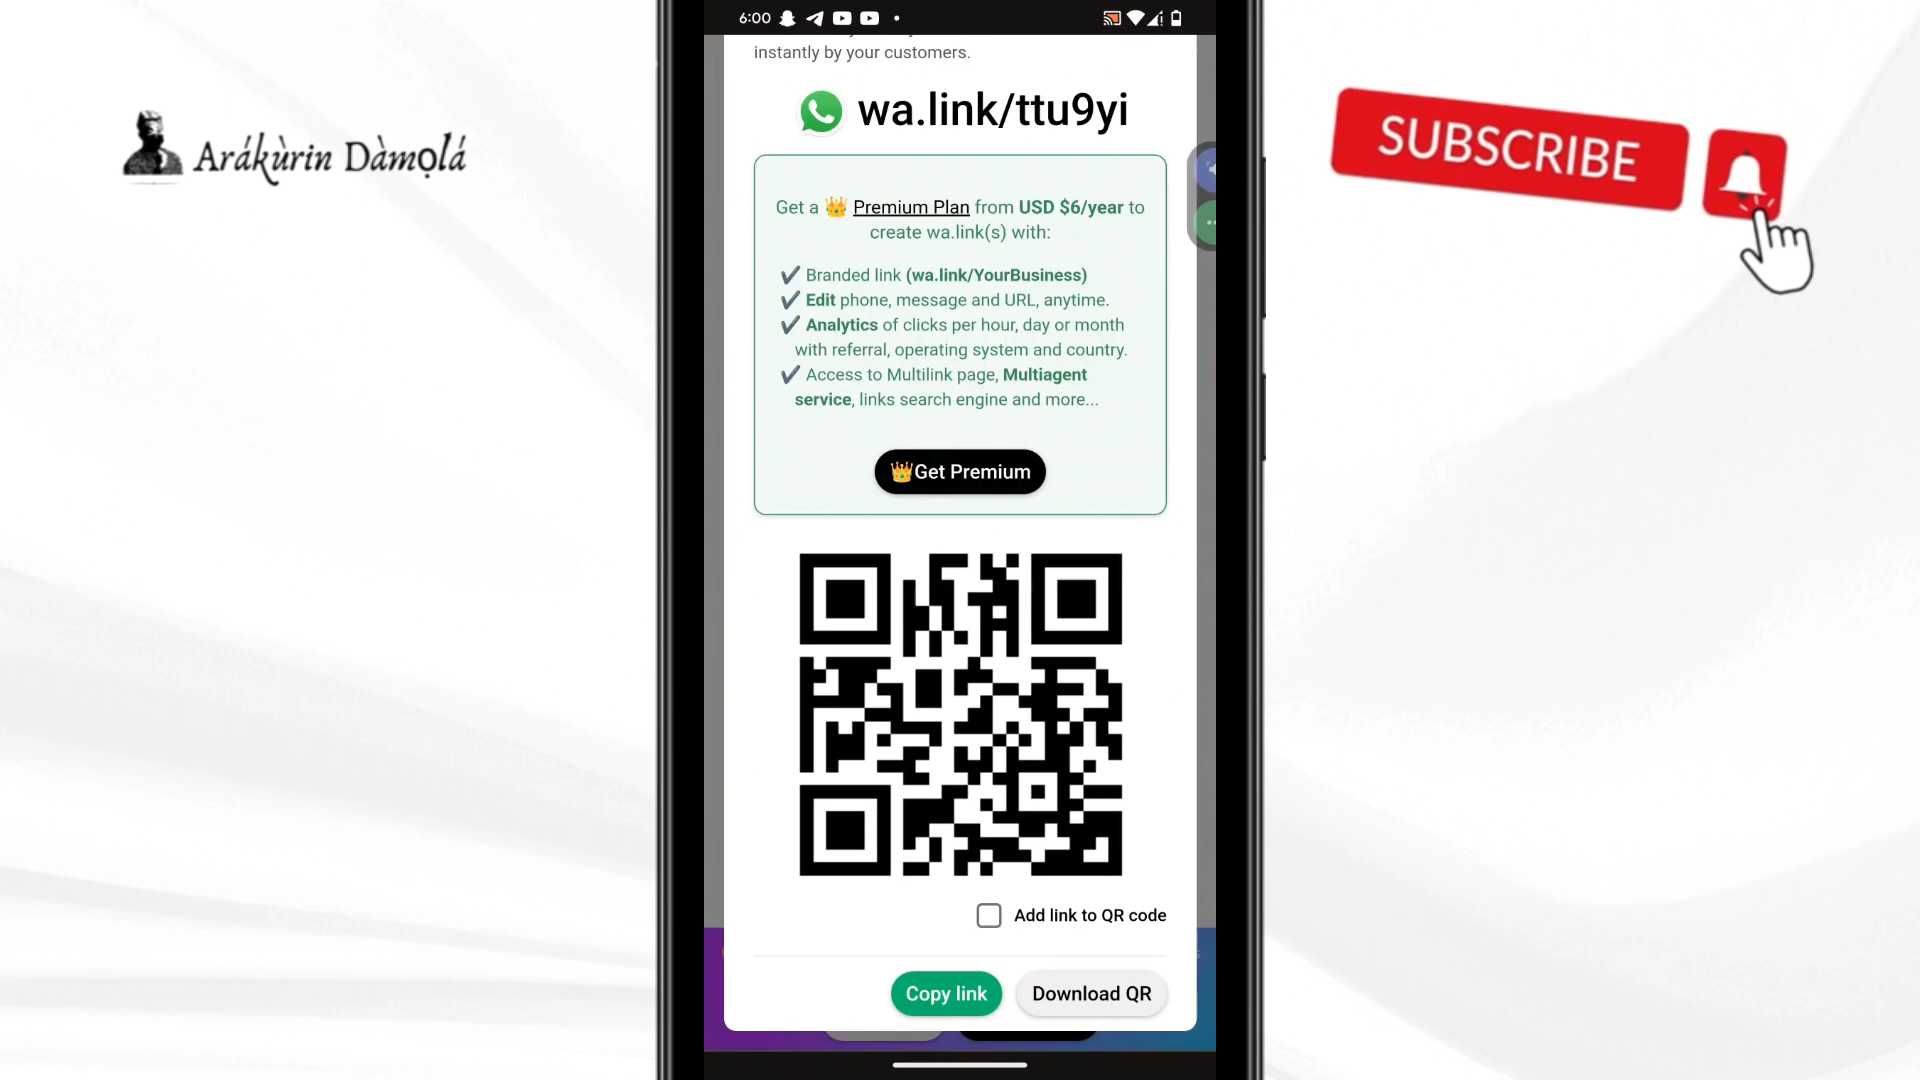 6:00
instantly by your customers.
wa.link/ttu9yi
Get a 👑 Premium Plan from USD $6/year to
create wa.link(s) with:
✔ Branded link (wa.link/YourBusiness)
✔ Edit phone, message and URL, anytime.
✔ Analytics of clicks per hour, day or month
with referral, operating system and country.
✔ Access to Multilink page, Multiagent
service, links search engine and more...
👑Get Premium
Add link to QR code
Copy link
Download QR
Arákùrin Dàmọlá
SUBSCRIBE